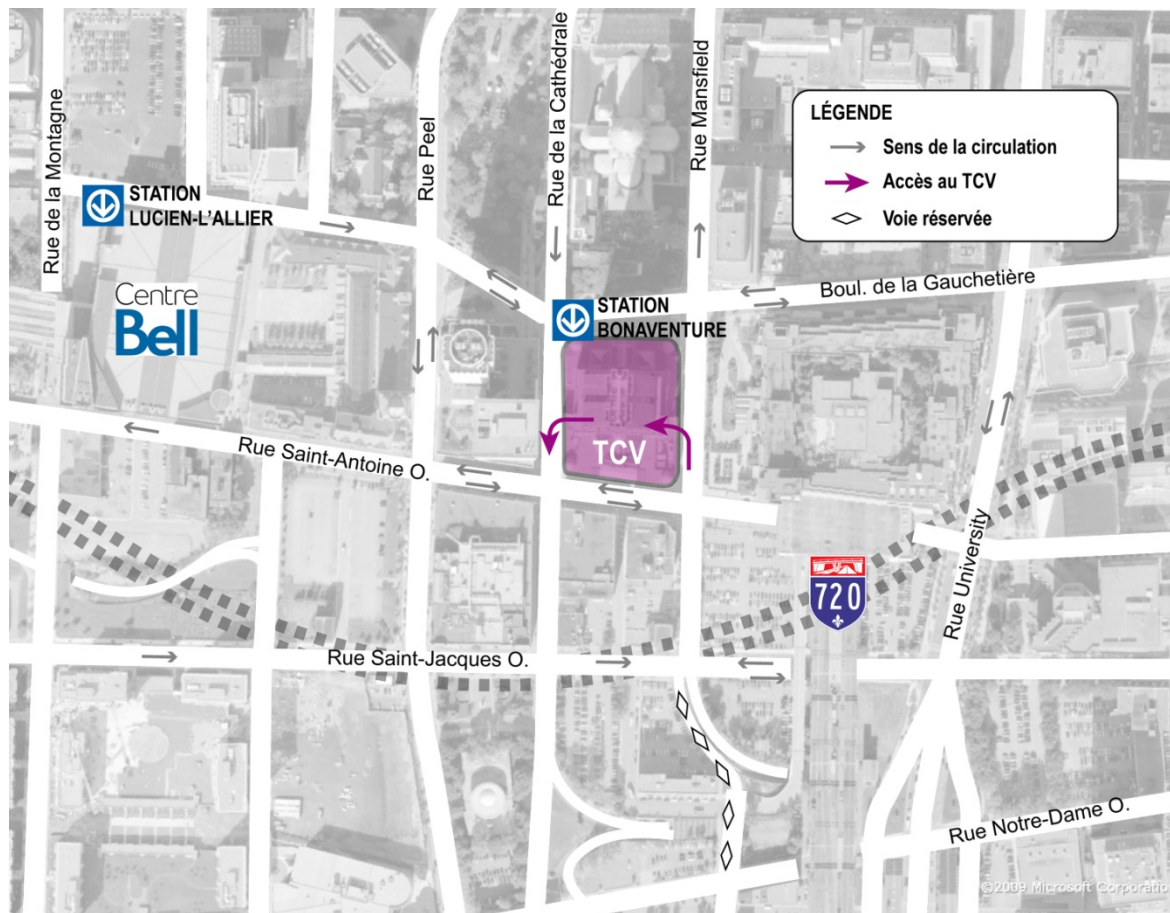 Rue de la Montagne
Rue Peel
Rue de la Cathédrale
Rue Mansfield
LÉGENDE
Sens de la circulation
Accès au TCV
Voie réservée
STATION
LUCIEN-L'ALLIER
Centre
Bell
STATION
BONAVENTURE
Boul. de la Gauchetière
TCV
Rue Saint-Antoine O.
Rue University
720
Rue Saint-Jacques O.
Rue Notre-Dame O.
©2009 Microsoft Corporatio